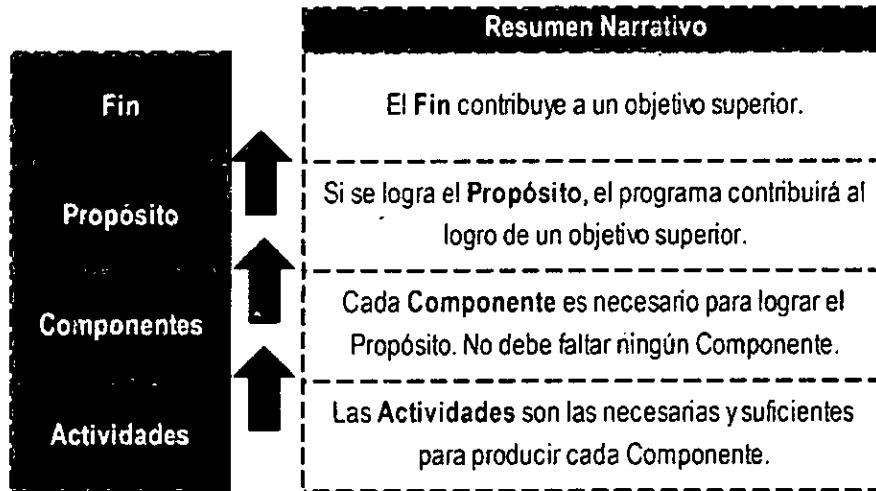 Resumen Narrativo
Fin
El Fin contribuye a un objetivo superior.
Propósito
Si se logra el Propósito, el programa contribuirá al
logro de un objetivo superior.
Componentes
Cada Componente es necesario para lograr el
Propósito. No debe faltar ningún Componente.
Actividades
Las Actividades son las necesarias y suficientes
para producir cada Componente.